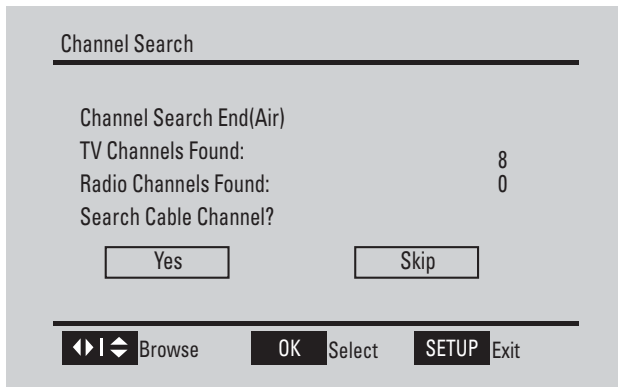 Channel Search
Channel Search End(Air)
TV Channels Found: 8
Radio Channels Found: 0
Search Cable Channel?
Yes Skip
Browse OK Select SETUP Exit